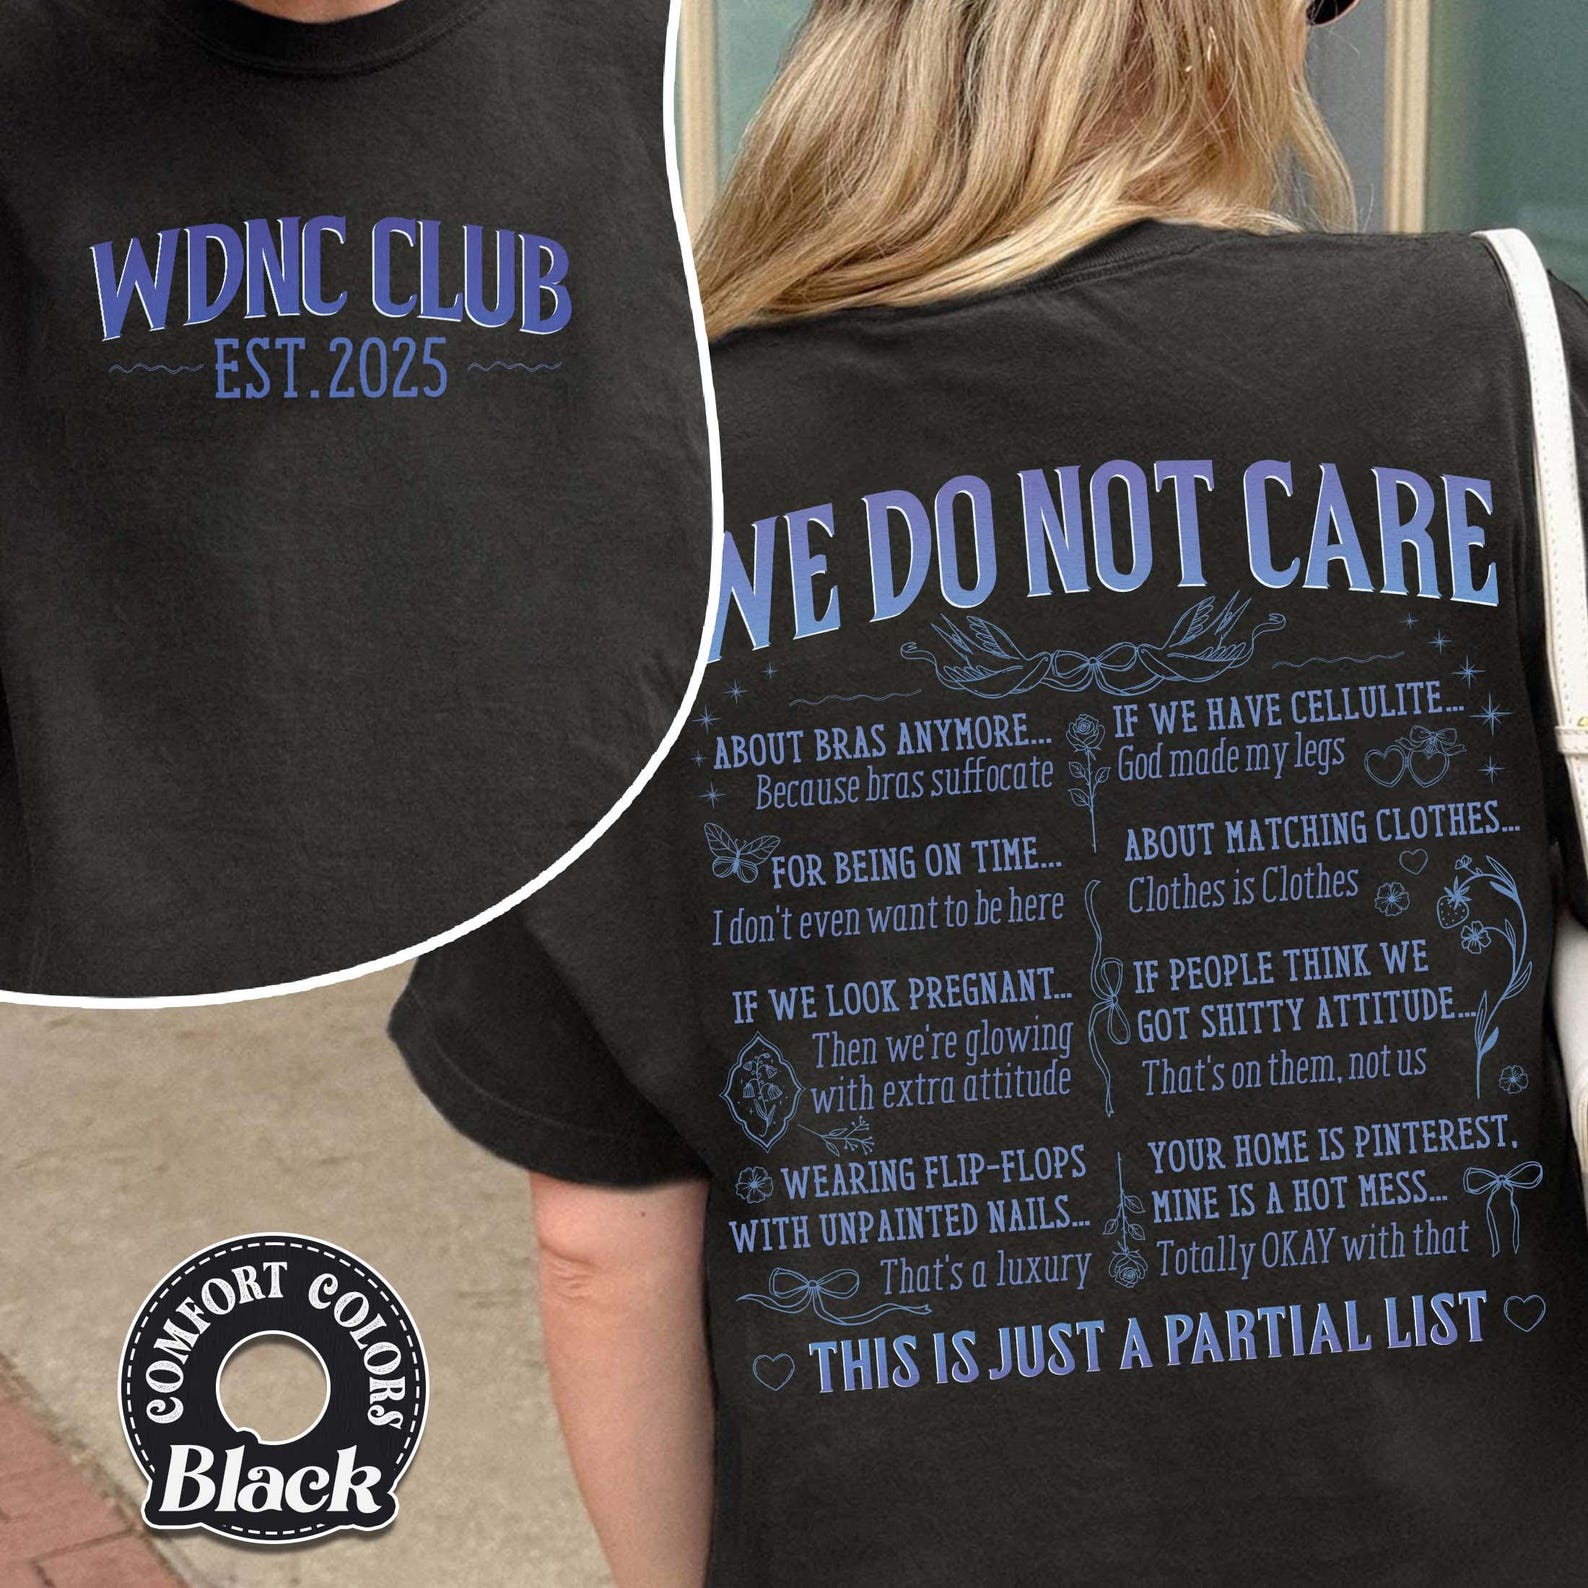 WDNC CLUB
EST.2025
WE DO NOT CARE
ABOUT BRAS ANYMORE...
Because bras suffocate
FOR BEING ON TIME...
I don't even want to be here
IF WE LOOK PREGNANT...
Then we're glowing
with extra attitude
WEARING FLIP-FLOPS
WITH UNPAINTED NAILS...
That's a luxury
IF WE HAVE CELLULITE...
God made my legs
ABOUT MATCHING CLOTHES...
Clothes is Clothes
IF PEOPLE THINK WE
GOT SHITTY ATTITUDE...
That's on them, not us
YOUR HOME IS PINTEREST,
MINE IS A HOT MESS...
Totally OKAY with that
THIS IS JUST A PARTIAL LIST
COMFORT COLORS
Black